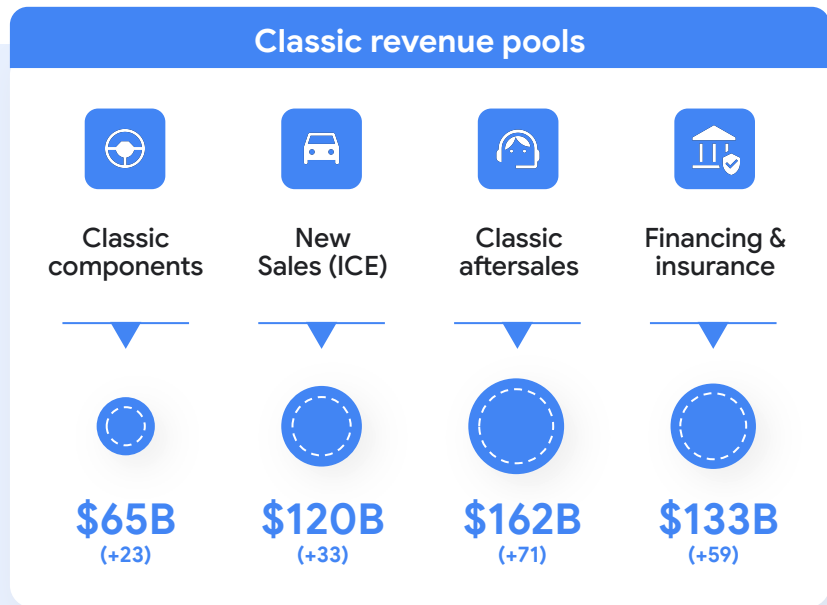 Classic revenue pools
Classic
components
New
Sales (ICE)
Classic
aftersales
Financing &
insurance
$65B
(+23)
$120B
(+33)
$162B
(+71)
$133B
(+59)